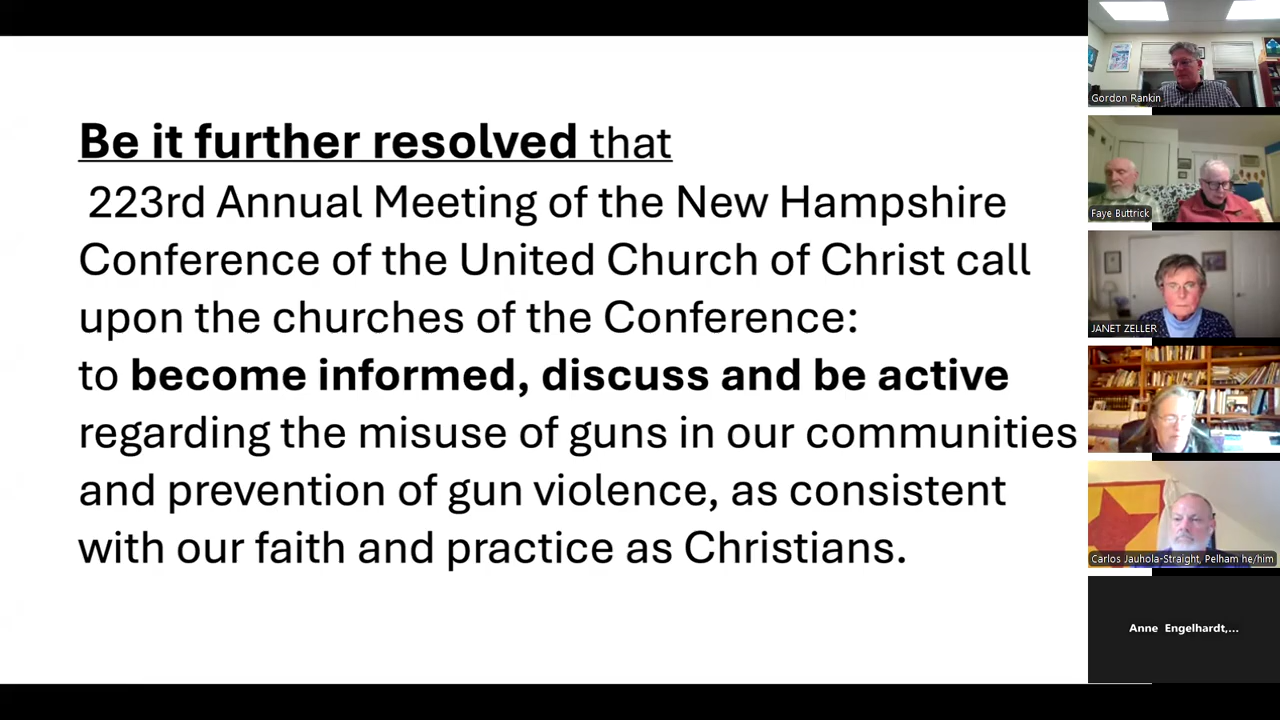 Be it further resolved that
223rd Annual Meeting of the New Hampshire
Conference of the United Church of Christ call
upon the churches of the Conference:
to become informed, discuss and be active
regarding the misuse of guns in our communities
and prevention of gun violence, as consistent
with our faith and practice as Christians.
Gordon Rankin
Faye Buttrick
JANET ZELLER
Carlos Jauhola-Straight, Pelham he/him
Anne Engelhardt,...